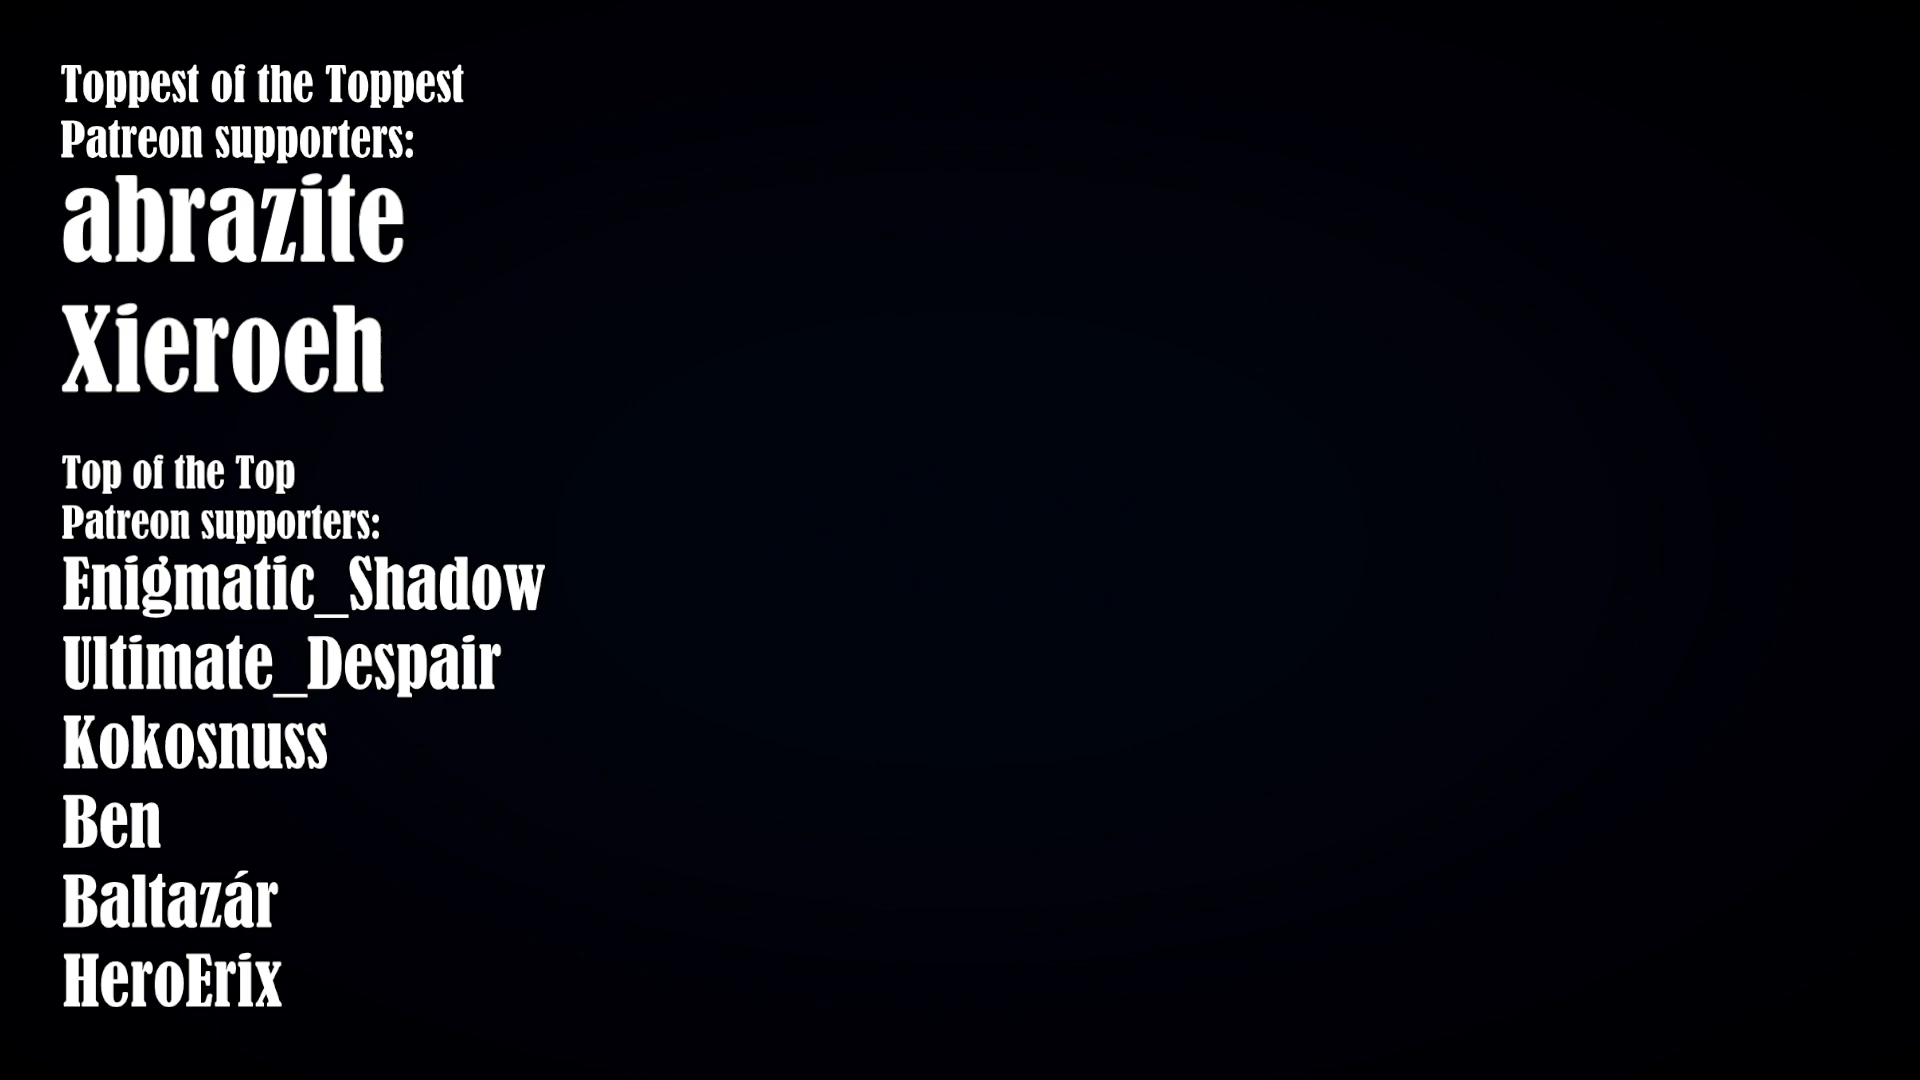 Toppest of the Toppest
Patreon supporters:
abrazite
Xieroeh
Top of the Top
Patreon supporters:
Enigmatic_Shadow
Ultimate_Despair
Kokosnuss
Ben
Baltazár
HeroErix